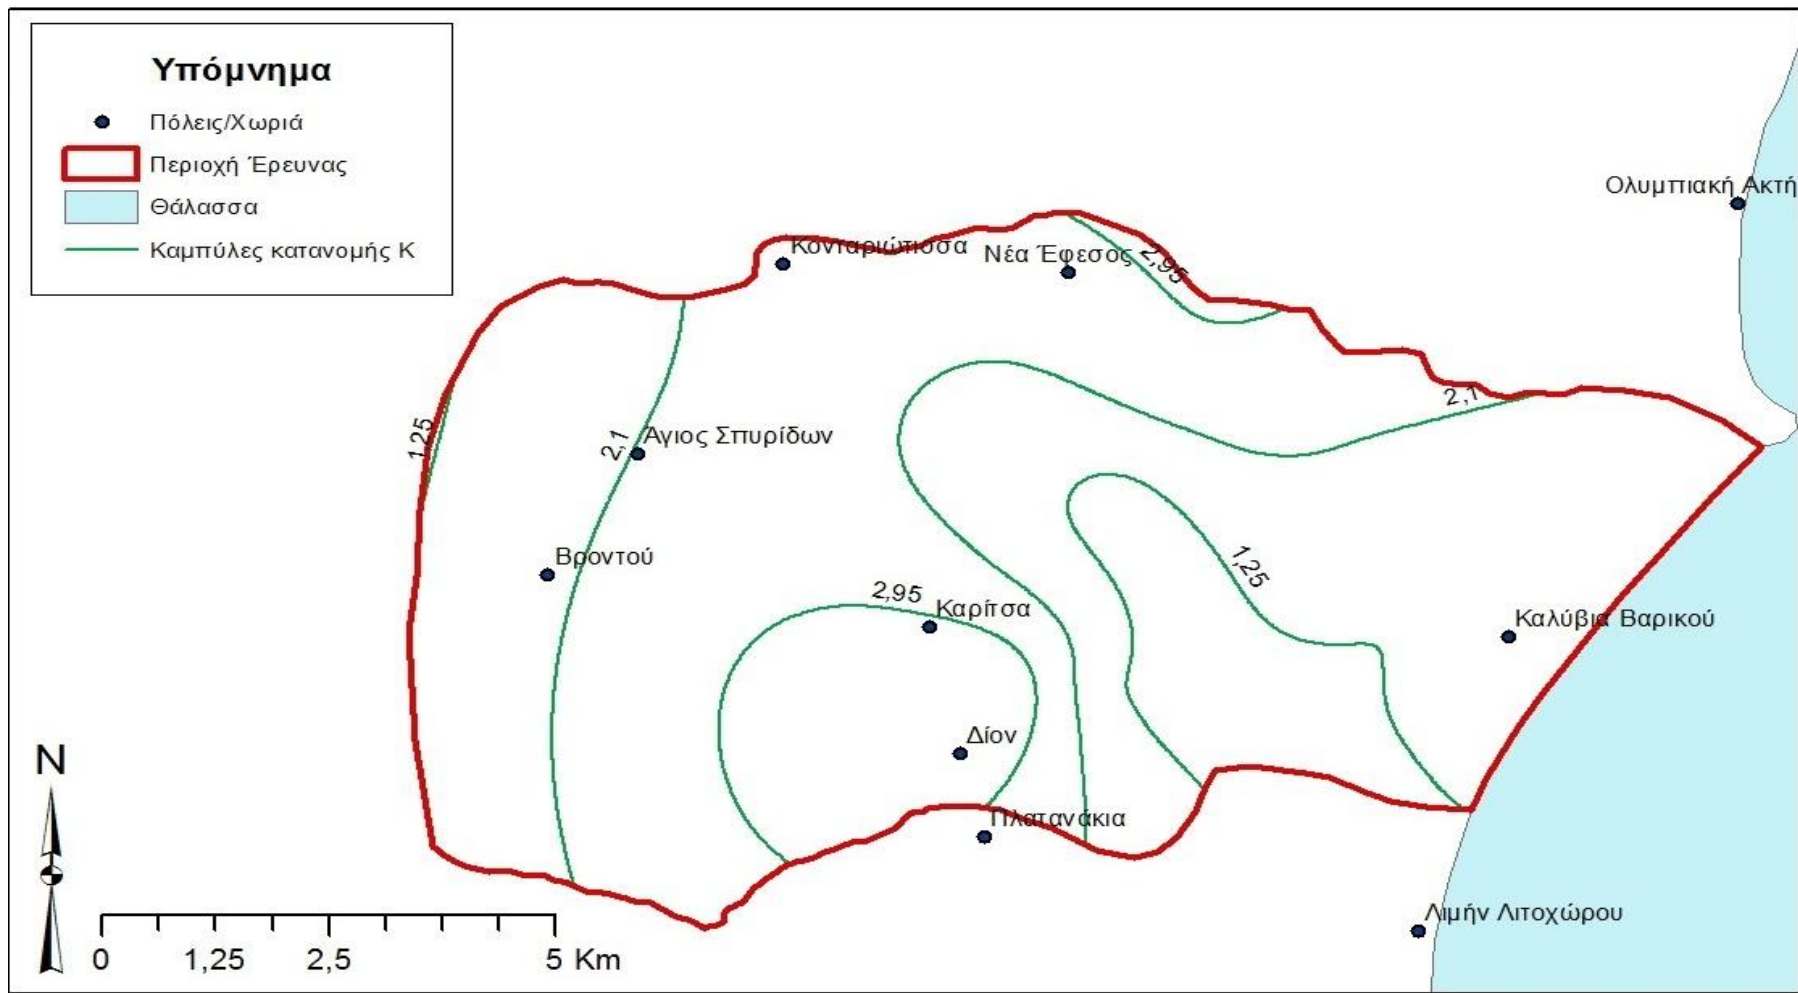 Υπόμνημα
Πόλεις/Χωριά
Περιοχή Έρευνας
Θάλασσα
Καμπύλες κατανομής Κ
Ολυμπιακή Ακτή
Κονταριώτισσα
Νέα Έφεσος
2,95
2,1
1,25
2,1
Άγιος Σπυρίδων
Βροντού
1,25
2,95
Καρίτσα
Καλύβια Βαρικού
Δίον
Πλατανάκια
Λιμήν Λιτοχώρου
N
0 1,25 2,5 5 Km